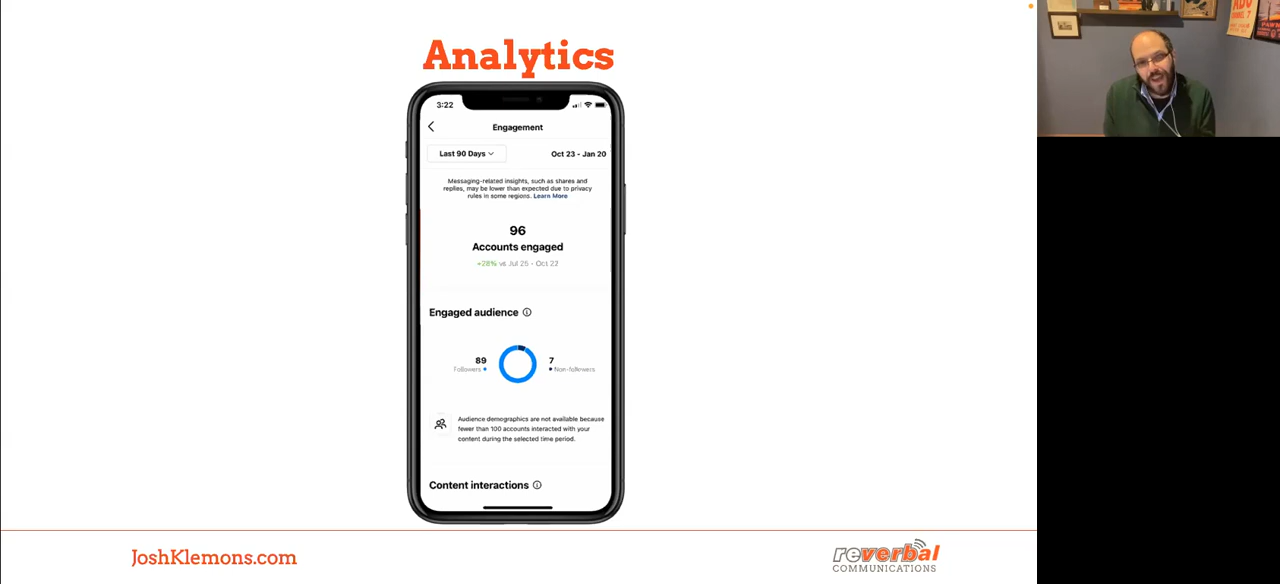 Analytics
3:22
Engagement
Last 90 Days
Oct 23 - Jan 20
Messaging-related insights, such as shares and
replies, may be lower than expected due to privacy
rules in some regions. Learn More
96
Accounts engaged
+28% vs Jul 25 - Oct 22
Engaged audience
89
Followers
7
Non-followers
Audience demographics are not available because
fewer than 100 accounts interacted with your
content during the selected time period.
Content interactions
JoshKlemons.com
reverbal
COMMUNICATIONS